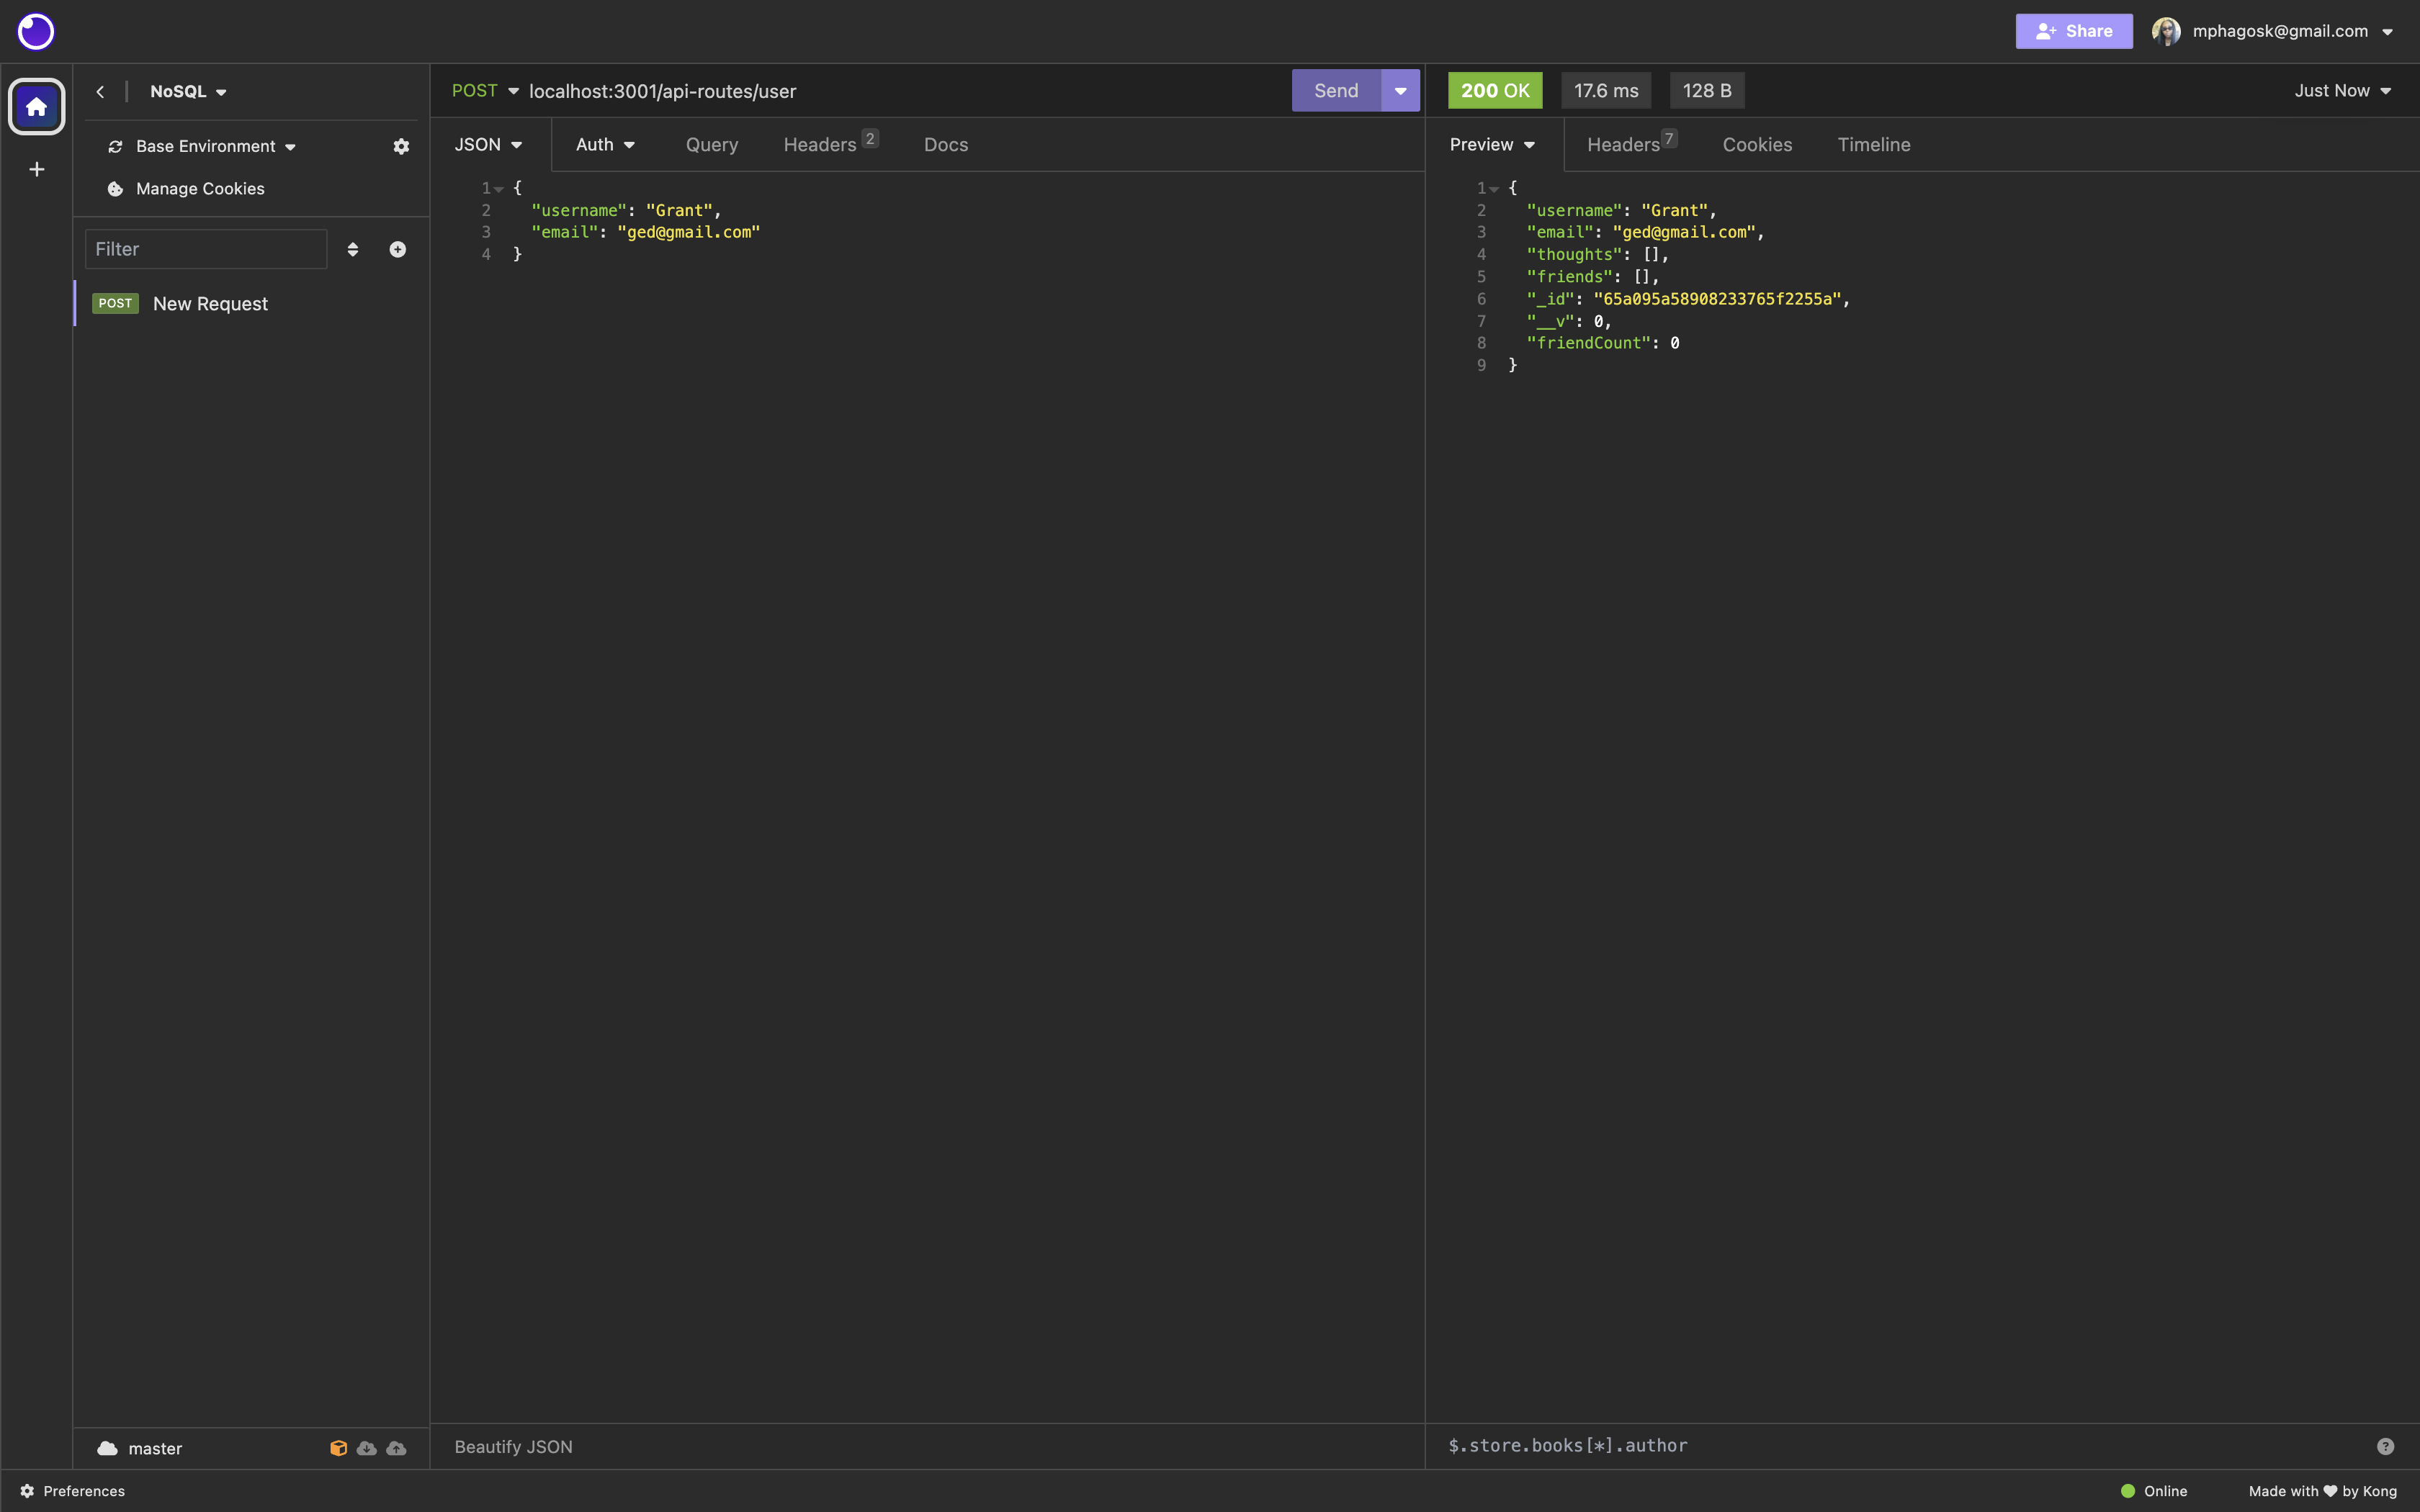 Share
mphagosk@gmail.com
NoSQL
Base Environment
Manage Cookies
Filter
POST New Request
master
POST localhost:3001/api-routes/user
Send
JSON Auth Query Headers 2 Docs
1 {
2 "username": "Grant",
3 "email": "ged@gmail.com"
4 }
Beautify JSON
200 OK 17.6 ms 128 B Just Now
Preview Headers 7 Cookies Timeline
1 {
2 "username": "Grant",
3 "email": "ged@gmail.com",
4 "thoughts": [],
5 "friends": [],
6 "_id": "65a095a58908233765f2255a",
7 "__v": 0,
8 "friendCount": 0
9 }
$.store.books[*].author
Preferences
Online
Made with ♥ by Kong